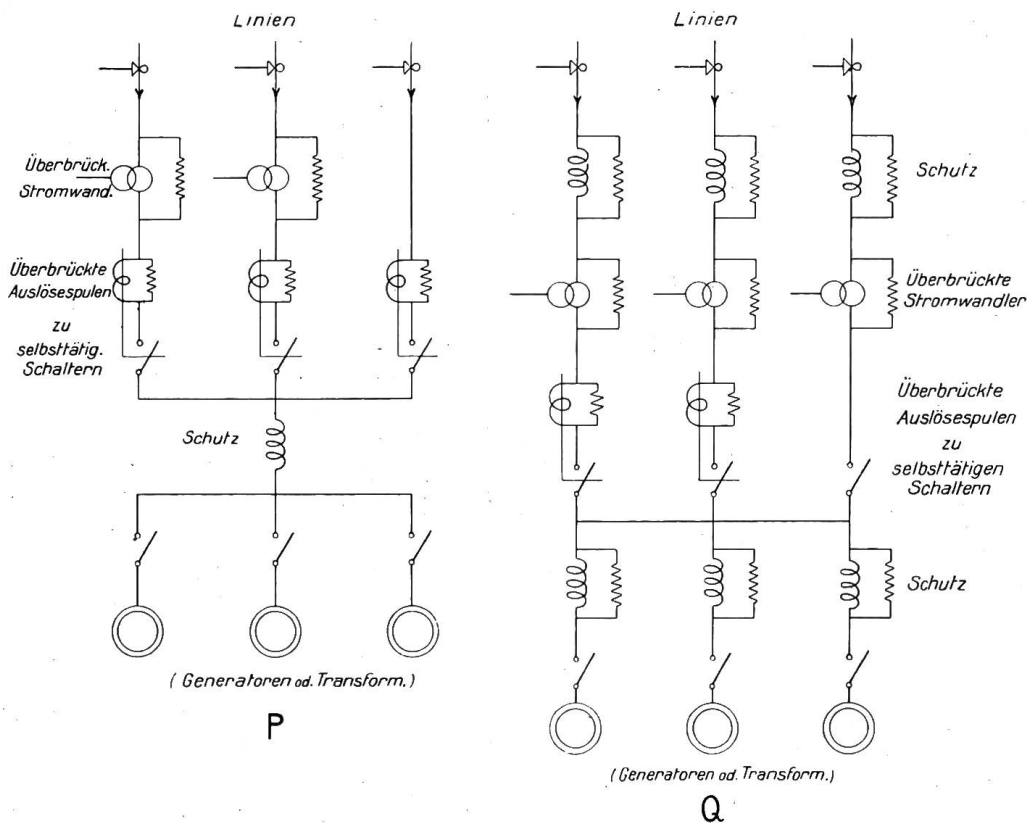 Linien
Überbrück.
Stromwand.
Überbrückte
Auslösespulen
zu
selbsttätig.
Schaltern
Schutz
(Generatoren od. Transform.)
P
Linien
Schutz
Überbrückte
Stromwandler
Überbrückte
Auslösespulen
zu
selbsttätigen
Schaltern
Schutz
(Generatoren od. Transform.)
Q